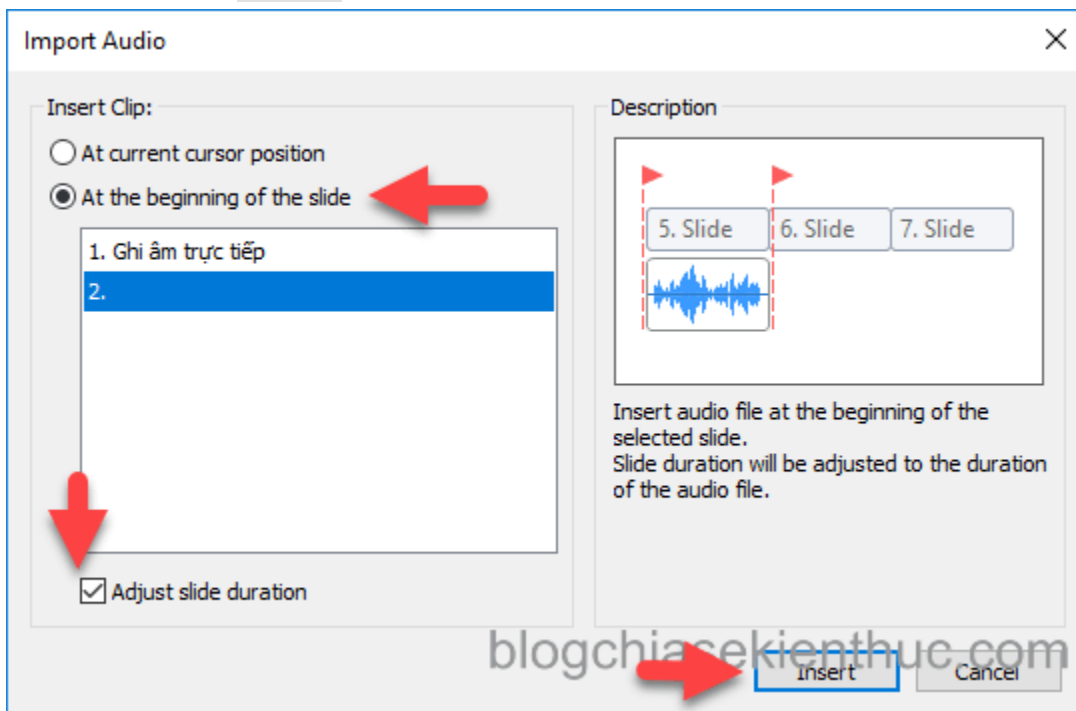 Import Audio
Insert Clip:
At current cursor position
At the beginning of the slide
1. Ghi âm trực tiếp
2.
Adjust slide duration
Description
5. Slide
6. Slide
7. Slide
Insert audio file at the beginning of the
selected slide.
Slide duration will be adjusted to the duration
of the audio file.
blogchiasekienthuc.com
Insert
Cancel